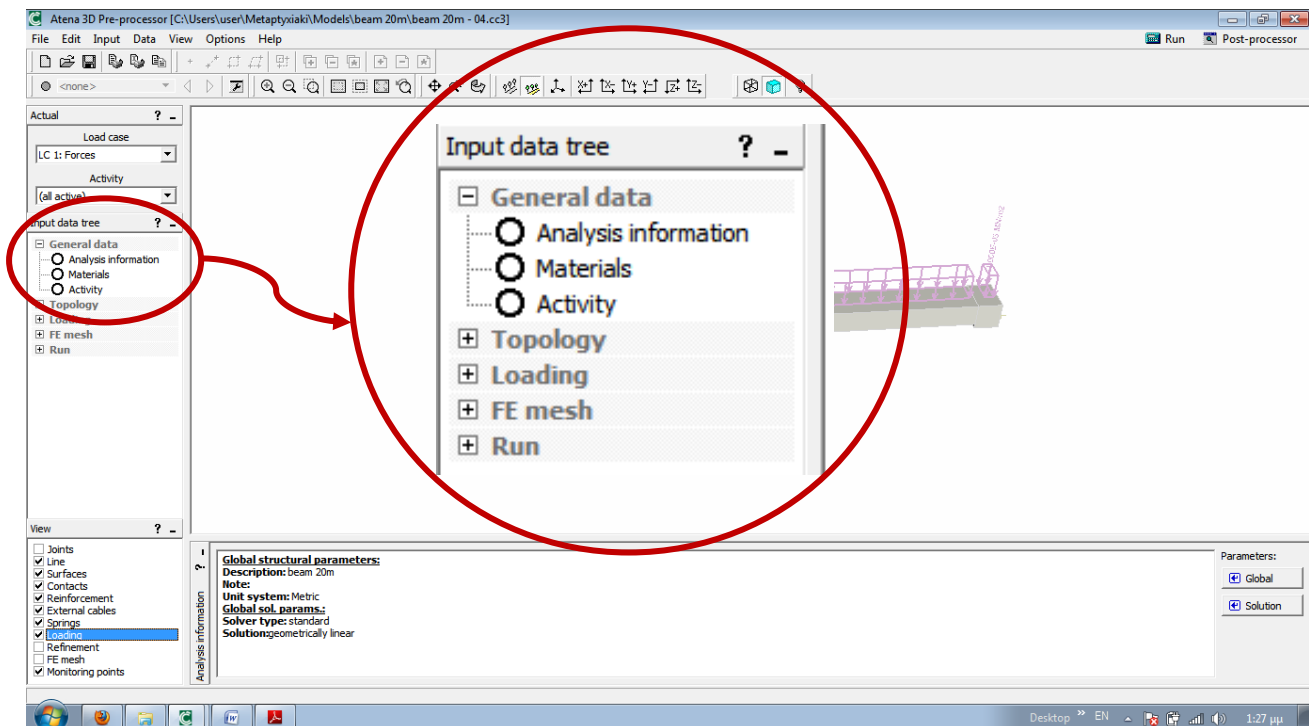 Atena 3D Pre-processor [C:\Users\user\Metaptyxiaki\Models\beam 20m\beam 20m - 04.cc3]
File Edit Input Data View Options Help
Run Post-processor
<none>
Actual ? _
Load case
LC 1: Forces
Activity
(all active)
Input data tree ? _
General data
Analysis information
Materials
Activity
Topology
Loading
FE mesh
Run
Input data tree ? _
General data
Analysis information
Materials
Activity
Topology
Loading
FE mesh
Run
View ? _
Joints
Line
Surfaces
Contacts
Reinforcement
External cables
Springs
Loading
Refinement
FE mesh
Monitoring points
Analysis information ? _
Global structural parameters:
Description: beam 20m
Note:
Unit system: Metric
Global sol. params.:
Solver type: standard
Solution:geometrically linear
Parameters:
Global
Solution
Desktop » EN 1:27 μμ